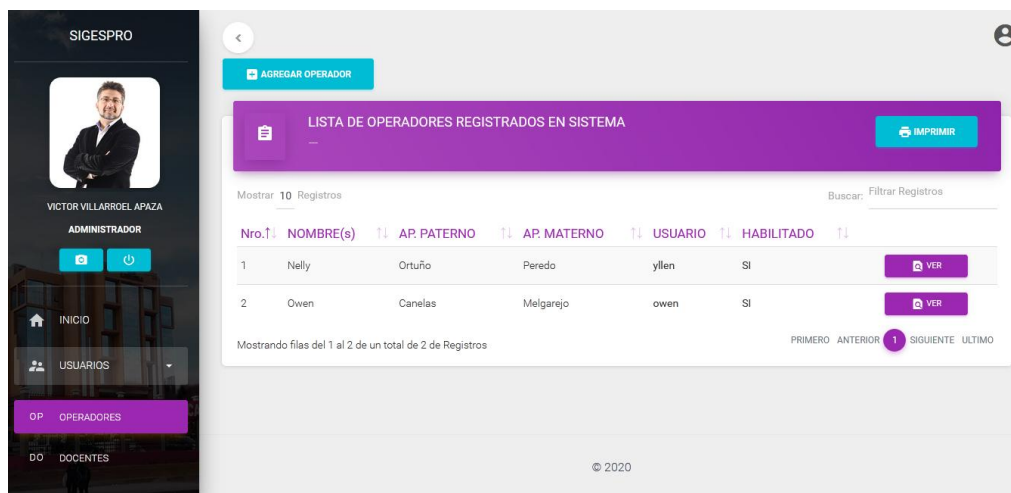 SIGESPRO
VICTOR VILLARROEL APAZA
ADMINISTRADOR
INICIO
USUARIOS
OP OPERADORES
DO DOCENTES
AGREGAR OPERADOR
LISTA DE OPERADORES REGISTRADOS EN SISTEMA
IMPRIMIR
Mostrar 10 Registros
Buscar: Filtrar Registros
Nro. NOMBRE(s) AP. PATERNO AP. MATERNO USUARIO HABILITADO
1 Nelly Ortuño Peredo yllen SI VER
2 Owen Canelas Melgarejo owen SI VER
Mostrando filas del 1 al 2 de un total de 2 de Registros
PRIMERO ANTERIOR 1 SIGUIENTE ULTIMO
© 2020